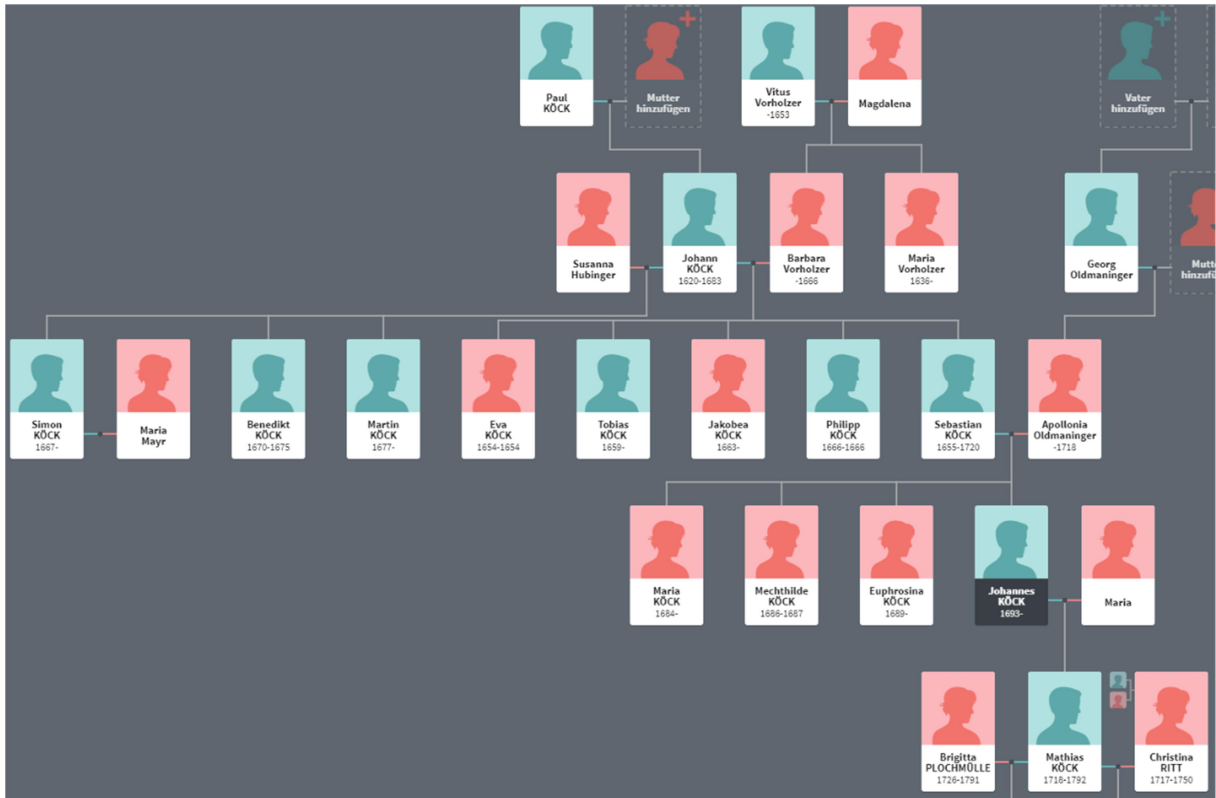 Paul
KÖCK
Mutter
hinzufügen
Vitus
Vorholzer
-1653
Magdalena
Vater
hinzufügen
Susanna
Hubinger
Johann
KÖCK
1620-1683
Barbara
Vorholzer
-1666
Maria
Vorholzer
1636-
Georg
Oldmaninger
Mutt
hinzufü
Simon
KÖCK
1667-
Maria
Mayr
Benedikt
KÖCK
1670-1675
Martin
KÖCK
1677-
Eva
KÖCK
1654-1654
Tobias
KÖCK
1659-
Jakobea
KÖCK
1663-
Philipp
KÖCK
1666-1666
Sebastian
KÖCK
1655-1720
Apollonia
Oldmaninger
-1718
Maria
KÖCK
1684-
Mechthilde
KÖCK
1686-1687
Euphrosina
KÖCK
1689-
Johannes
KÖCK
1693-
Maria
Brigitta
PLOCHMÜLLE
1726-1791
Mathias
KÖCK
1718-1792
Christina
RITT
1717-1750